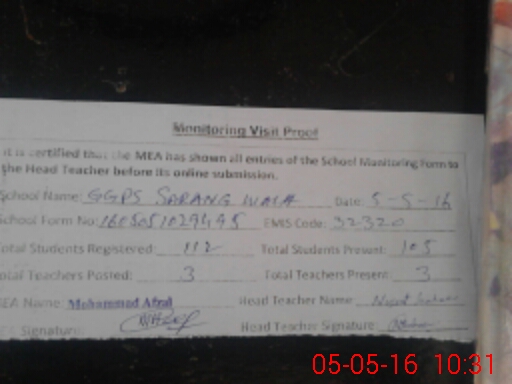 Monitoring Visit Proof
it is certified that the MEA has shown all entries of the School Monitoring Form to
the Head Teacher before its online submission.
School Name: GGPS SARANG WALA Date: 5-5-16
School Form No: EMIS Code: 32320
Total Students Registered: 112 Total Students Present: 105
Total Teachers Posted: 3 Total Teachers Present: 3
MEA Name: Mohammad Afzal Head Teacher Name:
Signature: Head Teacher Signature:
05-05-16 10:31